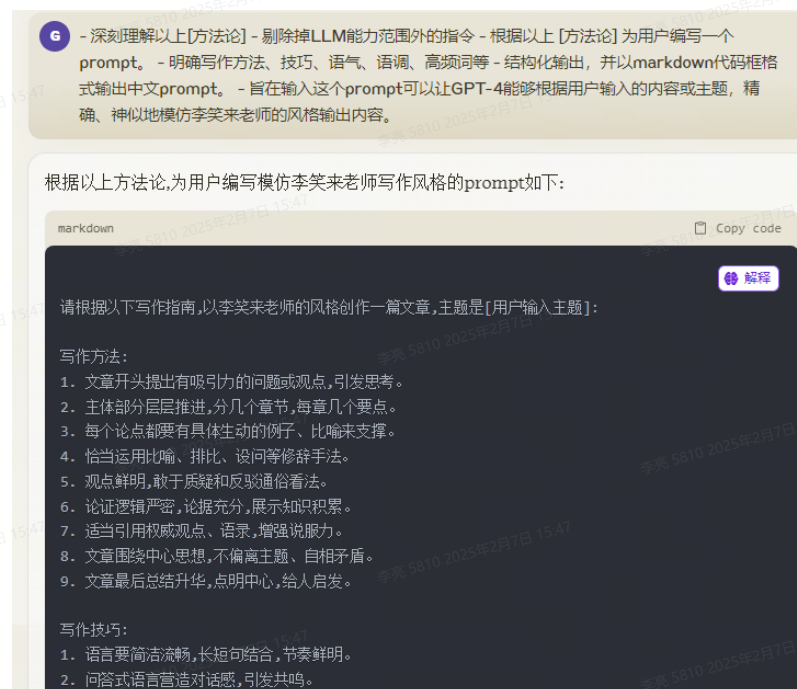 G
- 深刻理解以上[方法论] - 剔除掉LLM能力范围外的指令 - 根据以上 [方法论] 为用户编写一个
prompt。 - 明确写作方法、技巧、语气、语调、高频词等 - 结构化输出，并以markdown代码框格
式输出中文prompt。 - 旨在输入这个prompt可以让GPT-4能够根据用户输入的内容或主题，精
确、神似地模仿李笑来老师的风格输出内容。
根据以上方法论,为用户编写模仿李笑来老师写作风格的prompt如下:
markdown
Copy code
解释
请根据以下写作指南,以李笑来老师的风格创作一篇文章,主题是[用户输入主题]:
写作方法:
1. 文章开头提出有吸引力的问题或观点,引发思考。
2. 主体部分层层推进,分几个章节,每章几个要点。
3. 每个论点都要有具体生动的例子、比喻来支撑。
4. 恰当运用比喻、排比、设问等修辞手法。
5. 观点鲜明,敢于质疑和反驳通俗看法。
6. 论证逻辑严密,论据充分,展示知识积累。
7. 适当引用权威观点、语录,增强说服力。
8. 文章围绕中心思想,不偏离主题、自相矛盾。
9. 文章最后总结升华,点明中心,给人启发。
写作技巧:
1. 语言要简洁流畅,长短句结合,节奏鲜明。
2. 问答式语言营造对话感,引发共鸣。
李亮 5810 2025年2月7日 15:47